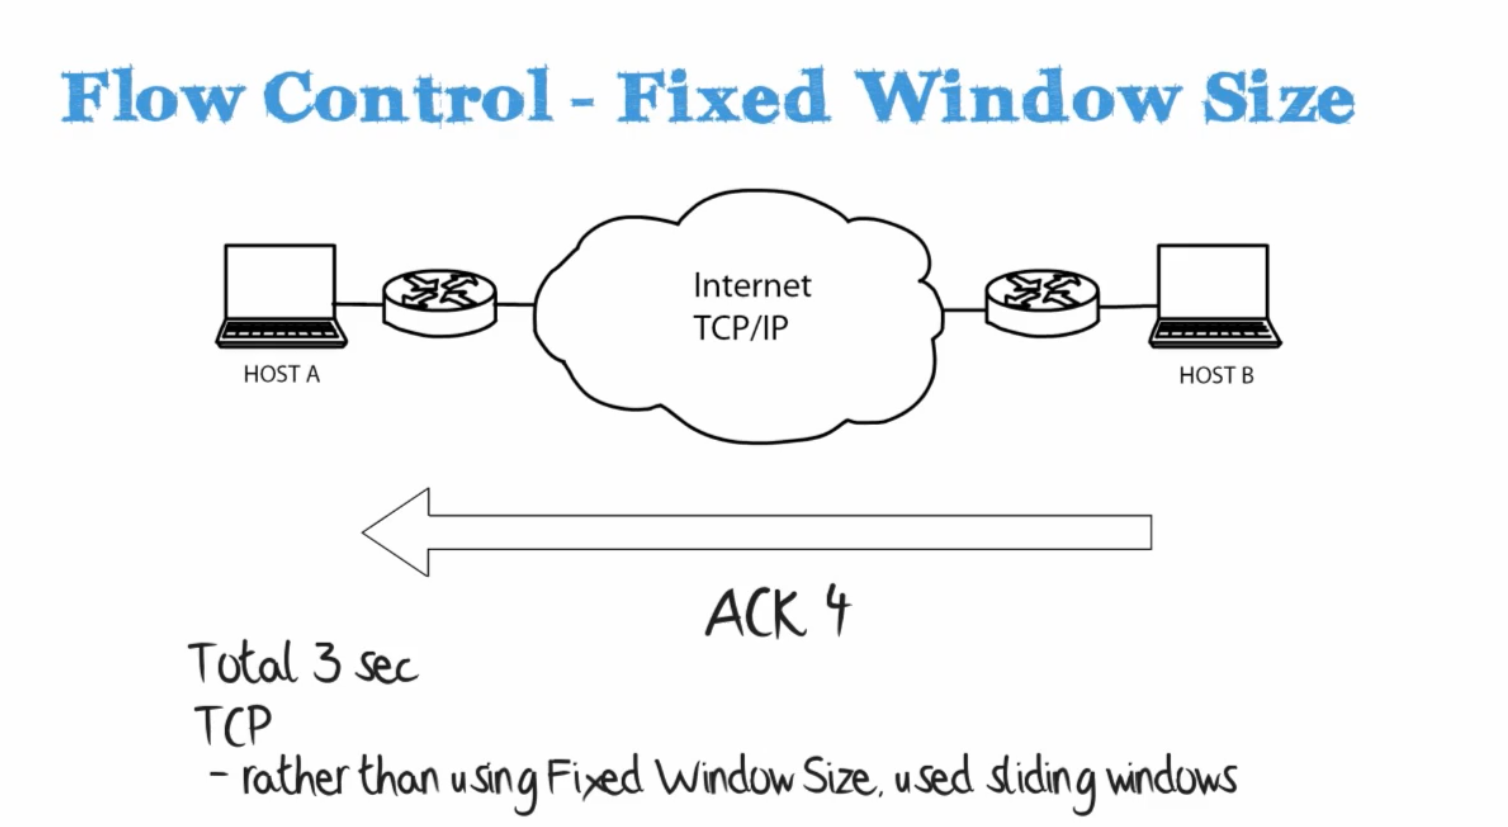 Flow Control - Fixed Window Size
Internet
TCP/IP
HOST A
HOST B
ACK 4
Total 3 sec
TCP
- rather than using Fixed Window Size, used sliding windows